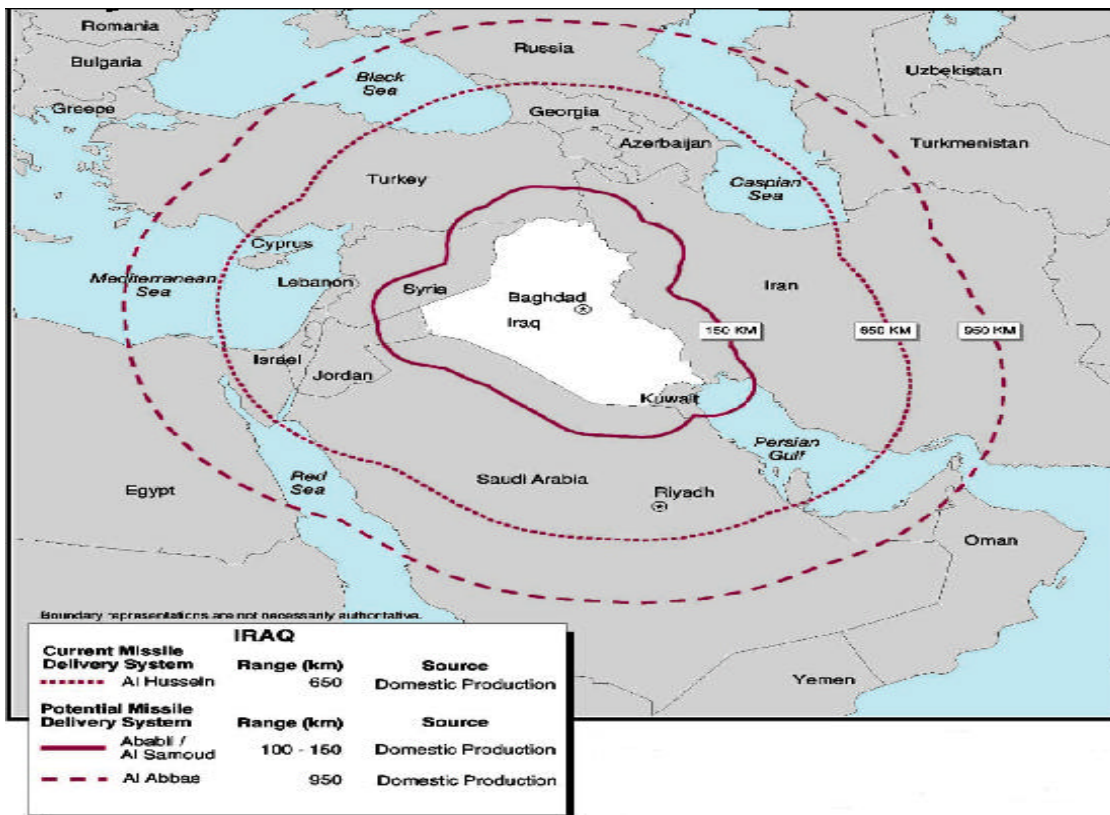 Romania
Russia
Bulgaria
Uzbekistan
Black
Sea
Greece
Georgia
Azerbaijan
Turkmenistan
Turkey
Caspian
Sea
Cyprus
Mediterranean
Sea
Lebanon
Syria
Iran
Baghdad
Iraq
150 KM
650 KM
950 KM
Israel
Jordan
Kuwait
Persian
Gulf
Egypt
Red
Sea
Saudi Arabia
Riyadh
Oman
Yemen
Boundary representations are not necessarily authoritative.
IRAQ
Current Missile
Delivery System Range (km) Source
Al Hussein 650 Domestic Production
Potential Missile
Delivery System Range (km) Source
Ababil /
Al Samoud 100 - 150 Domestic Production
Al Abbas 950 Domestic Production